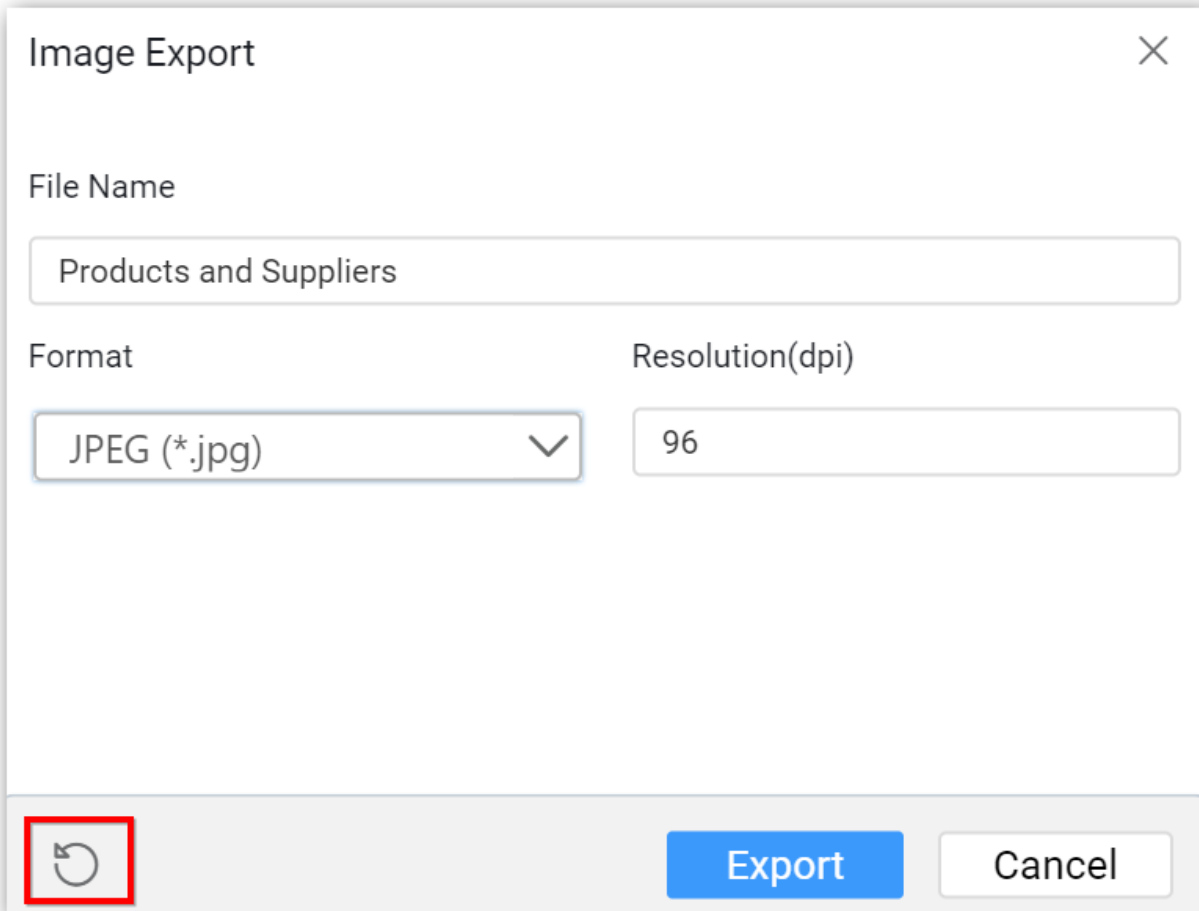 Image Export
File Name
Products and Suppliers
Format
Resolution(dpi)
JPEG (*.jpg)
96
Export
Cancel